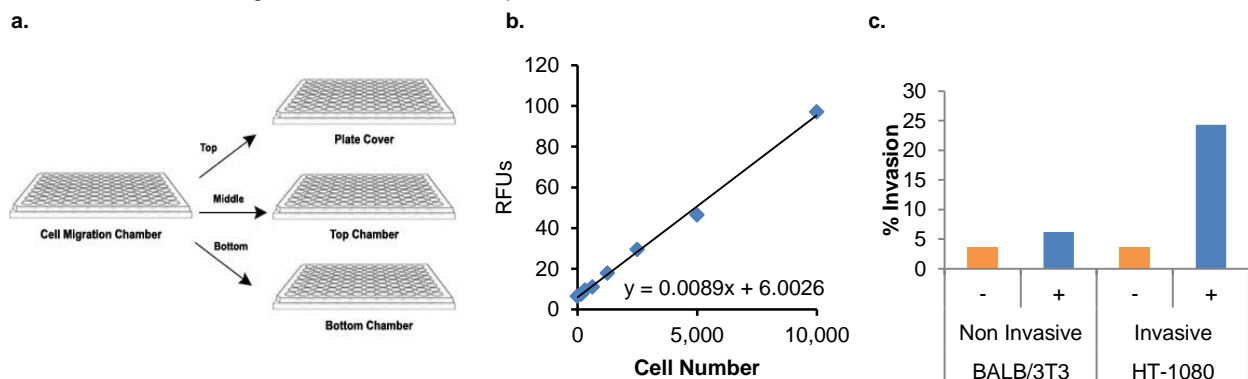 a.
Top
Middle
Bottom
Cell Migration Chamber
Plate Cover
Top Chamber
Bottom Chamber
b.
RFUs
120
100
80
60
40
20
0
y = 0.0089x + 6.0026
0 5,000 10,000
Cell Number
c.
% Invasion
30
25
20
15
10
5
0
- + - +
Non Invasive Invasive
BALB/3T3 HT-1080